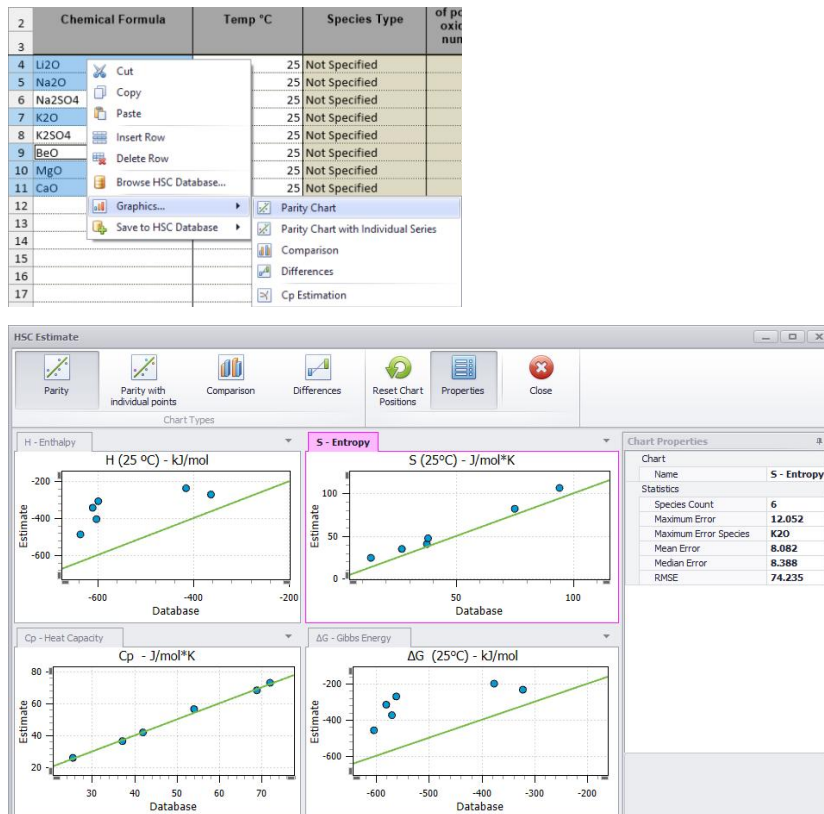 2 Chemical Formula Temp °C Species Type of
3
4 Li2O 25 Not Specified
5 Na2O 25 Not Specified
6 Na2SO4 25 Not Specified
7 K2O 25 Not Specified
8 K2SO4 25 Not Specified
9 BeO 25 Not Specified
10 MgO 25 Not Specified
11 CaO 25 Not Specified
12
13
14
15
16
17
Cut
Copy
Paste
Insert Row
Delete Row
Browse HSC Database...
Graphics...
Save to HSC Database
Parity Chart
Parity Chart with Individual Series
Comparison
Differences
Cp Estimation
HSC Estimate
Parity
Parity with
individual points
Comparison
Differences
Reset Chart
Positions
Properties
Close
Chart Types
H - Enthalpy
H (25 ºC) - kJ/mol
-200
-400
-600
Estimate
-600 -400 -200
Database
S - Entropy
S (25ºC) - J/mol*K
100
50
0
Estimate
50 100
Database
Chart Properties
Chart
Name S - Entropy
Statistics
Species Count 6
Maximum Error 12.052
Maximum Error Species K2O
Mean Error 8.082
Median Error 8.388
RMSE 74.235
Cp - Heat Capacity
Cp - J/mol*K
80
60
40
20
Estimate
30 40 50 60 70
Database
ΔG - Gibbs Energy
ΔG (25ºC) - kJ/mol
-200
-400
-600
Estimate
-600 -500 -400 -300 -200
Database